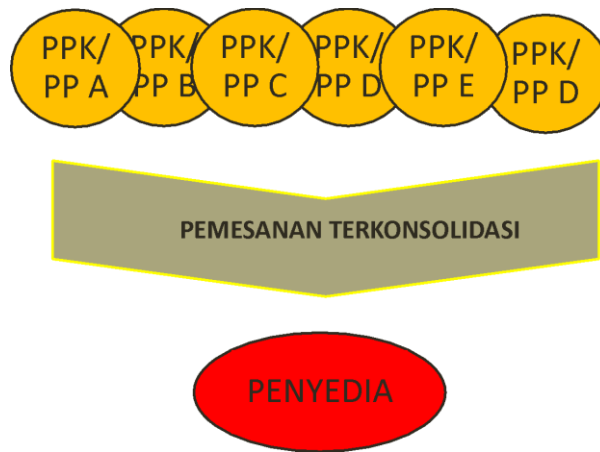 PPK/
PP A
PPK/
PP B
PPK/
PP C
PPK/
PP D
PPK/
PP E
PPK/
PP D
PEMESANAN TERKONSOLIDASI
PENYEDIA